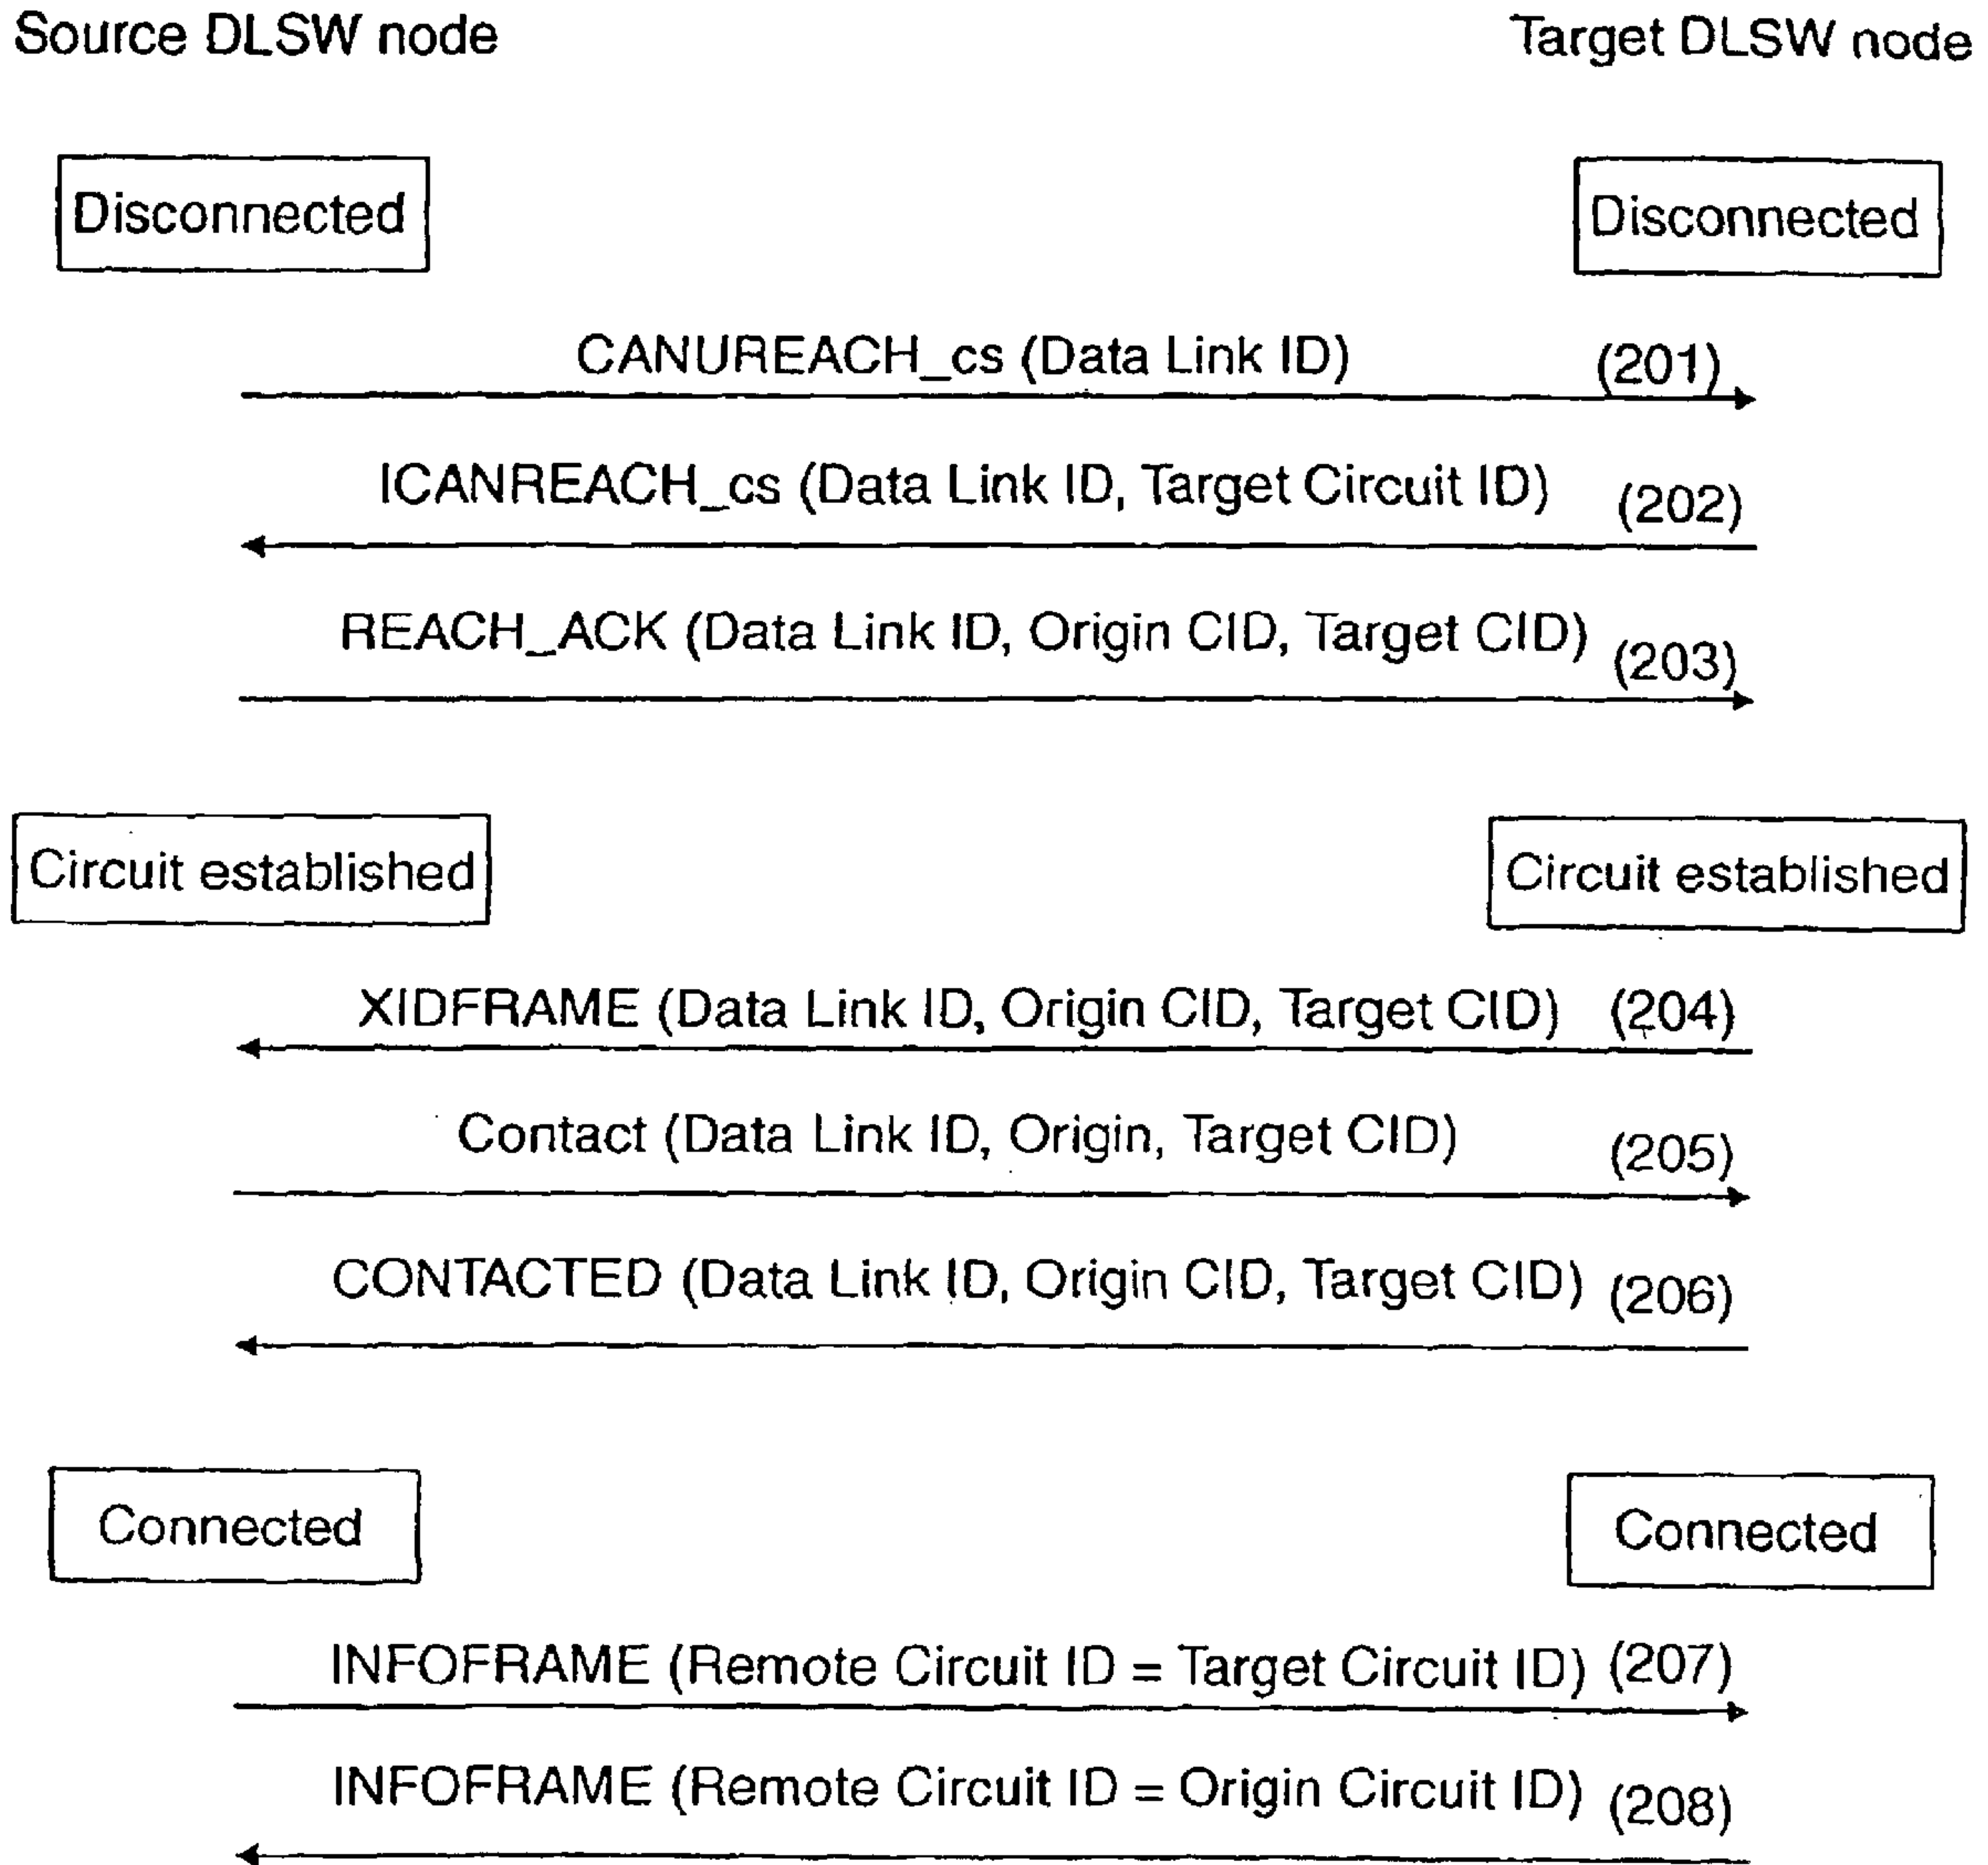 Source DLSW node
Target DLSW node
Disconnected
Disconnected
CANUREACH_cs (Data Link ID) (201)
ICANREACH_cs (Data Link ID, Target Circuit ID) (202)
REACH_ACK (Data Link ID, Origin CID, Target CID) (203)
Circuit established
Circuit established
XIDFRAME (Data Link ID, Origin CID, Target CID) (204)
Contact (Data Link ID, Origin, Target CID) (205)
CONTACTED (Data Link ID, Origin CID, Target CID) (206)
Connected
Connected
INFOFRAME (Remote Circuit ID = Target Circuit ID) (207)
INFOFRAME (Remote Circuit ID = Origin Circuit ID) (208)